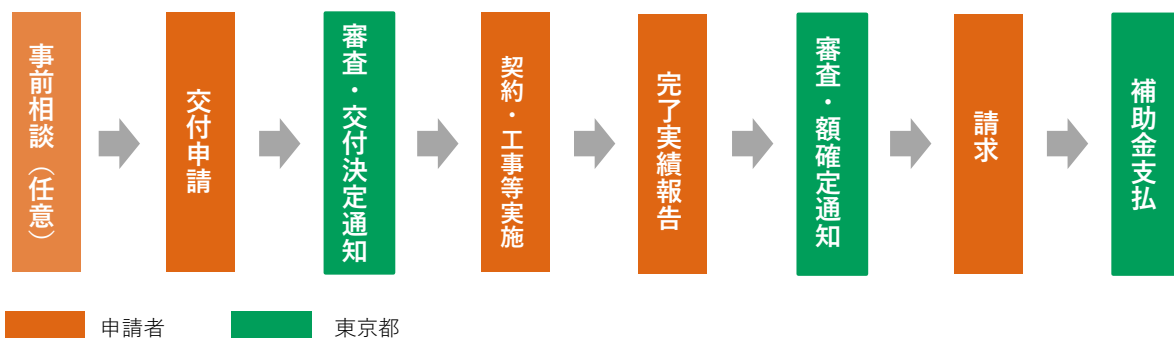 事前相談（任意）
交付申請
審査・交付決定通知
契約・工事等実施
完了実績報告
審査・額確定通知
請求
補助金支払
申請者
東京都